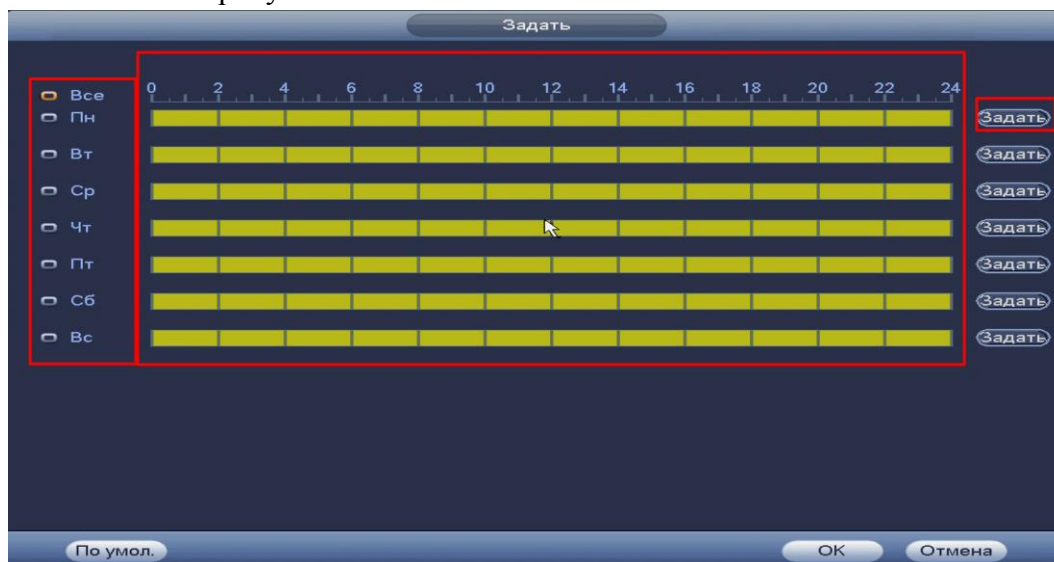 Задать
Все 0 2 4 6 8 10 12 14 16 18 20 22 24
Пн Задать
Вт Задать
Ср Задать
Чт Задать
Пт Задать
Сб Задать
Вс Задать
По умол. OK Отмена